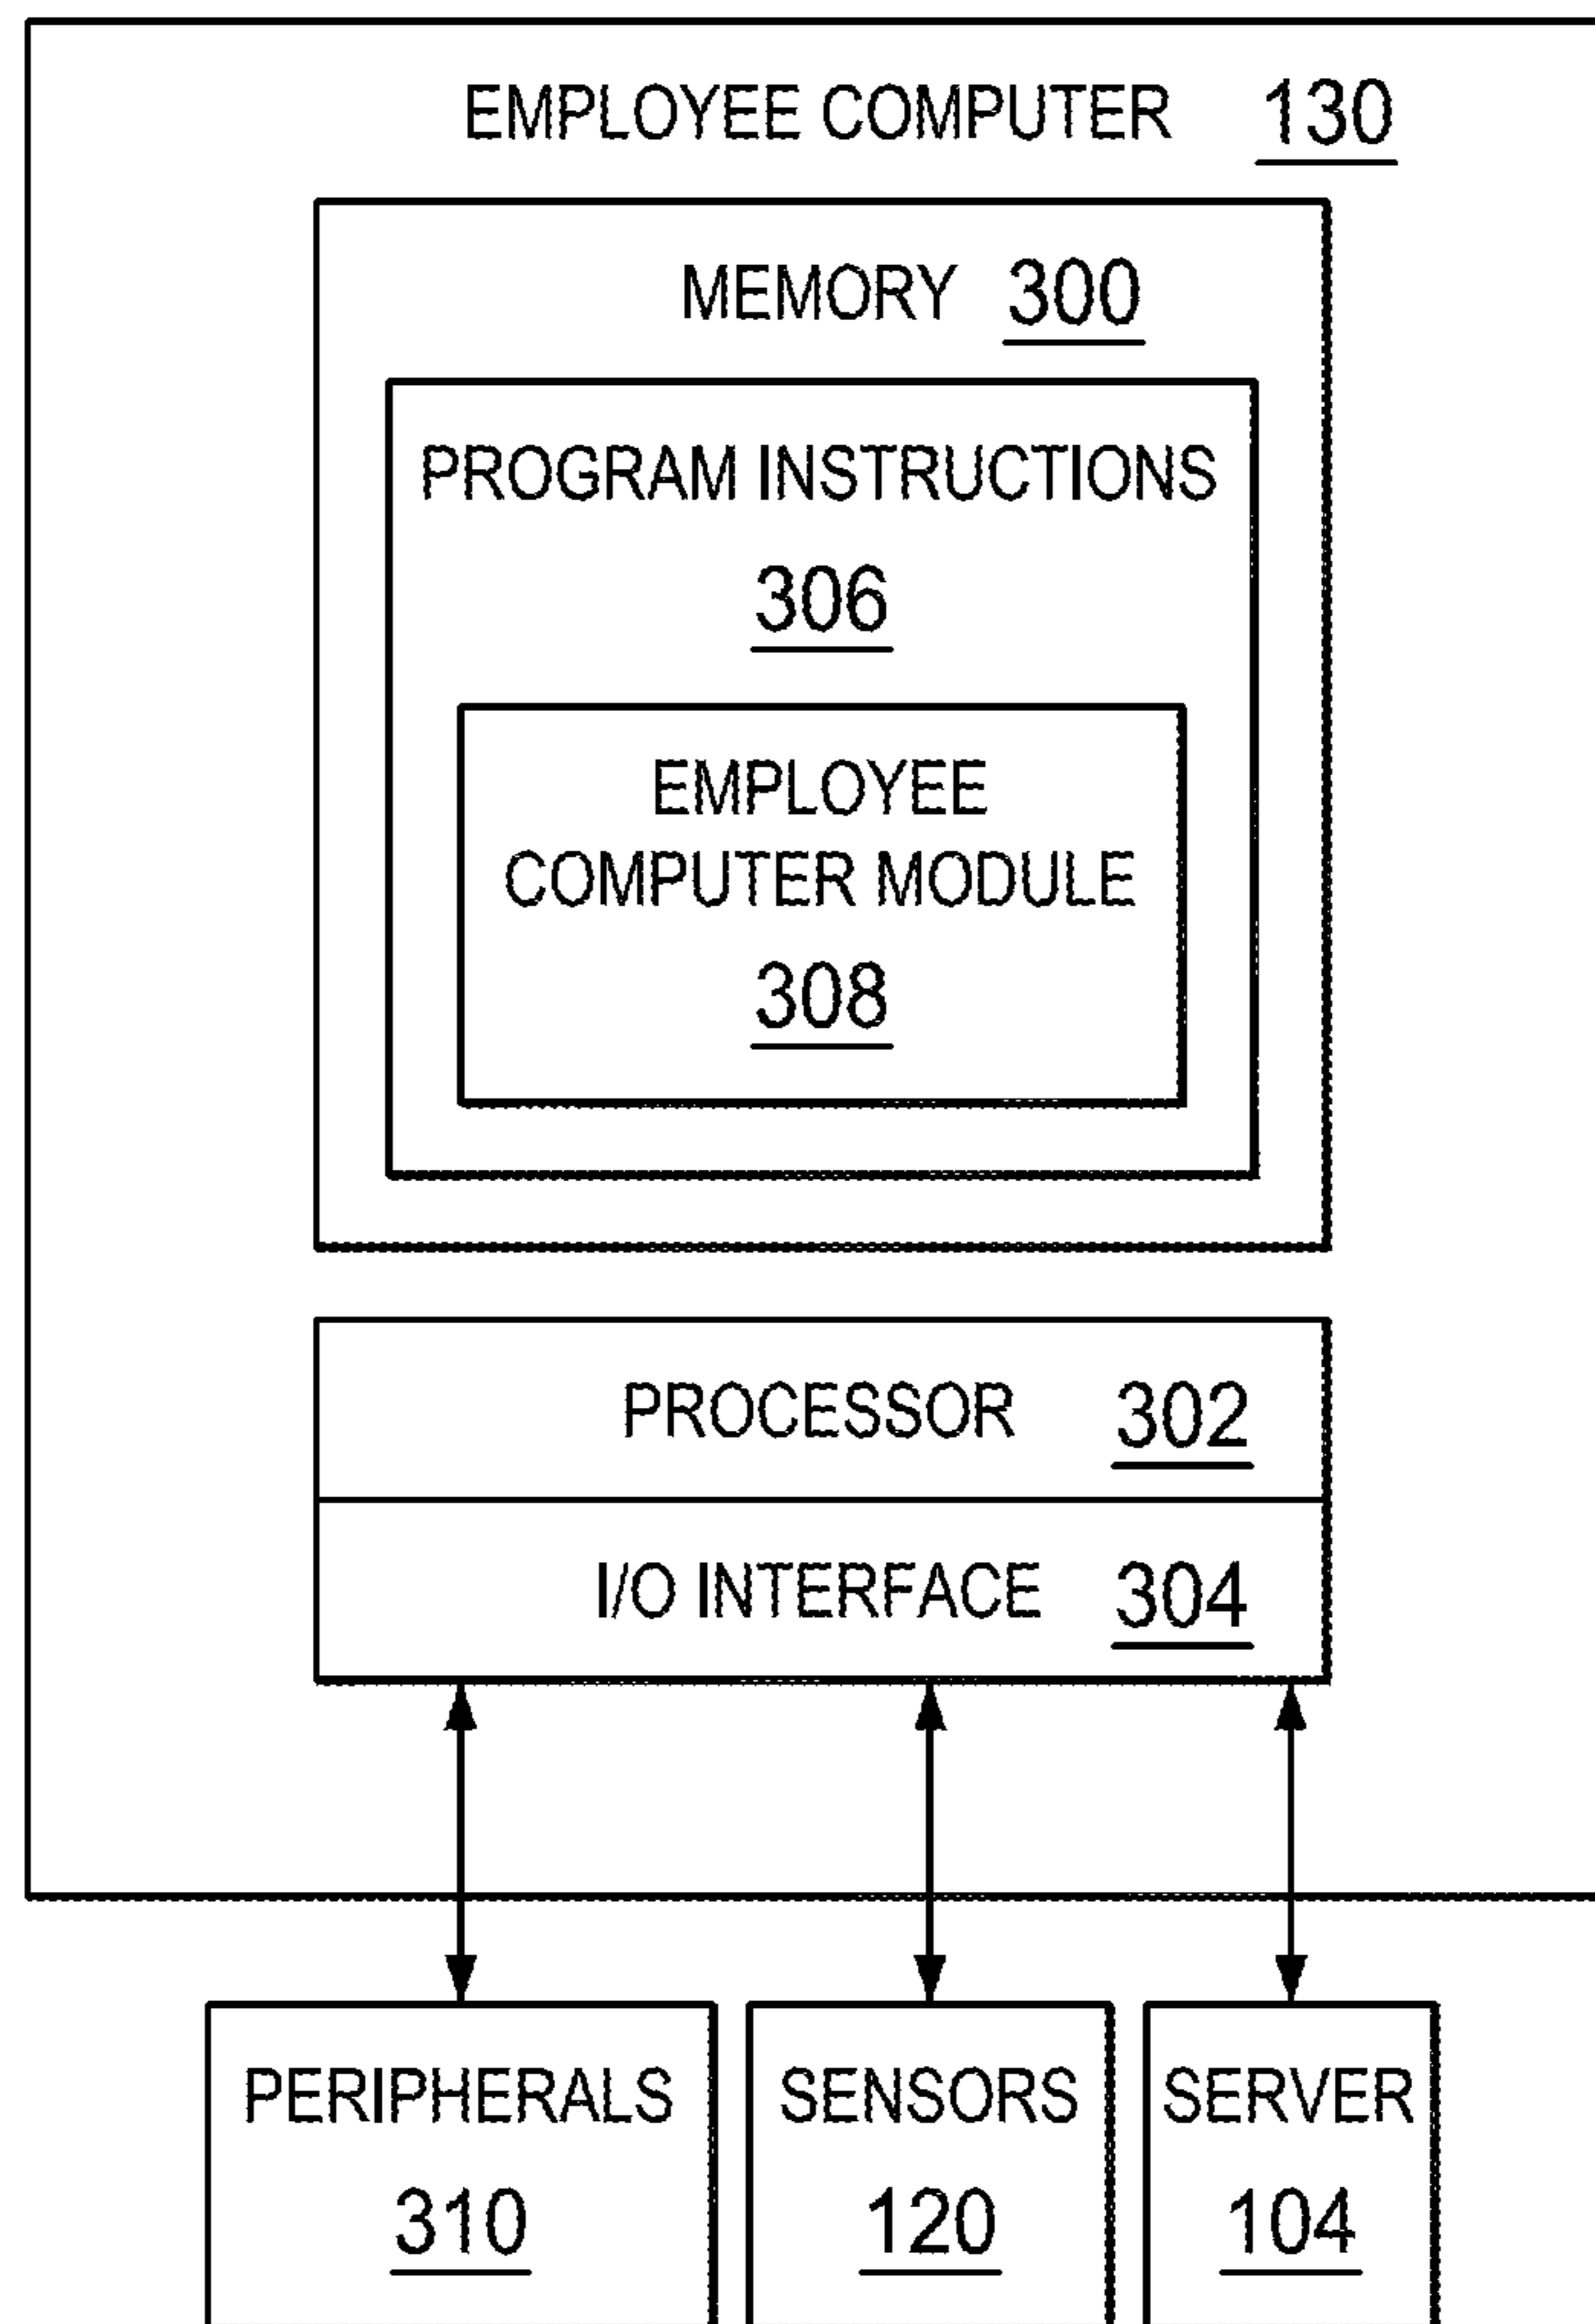 EMPLOYEE COMPUTER 130
MEMORY 300
PROGRAM INSTRUCTIONS
306
EMPLOYEE
COMPUTER MODULE
308
PROCESSOR 302
I/O INTERFACE 304
PERIPHERALS
310
SENSORS
120
SERVER
104